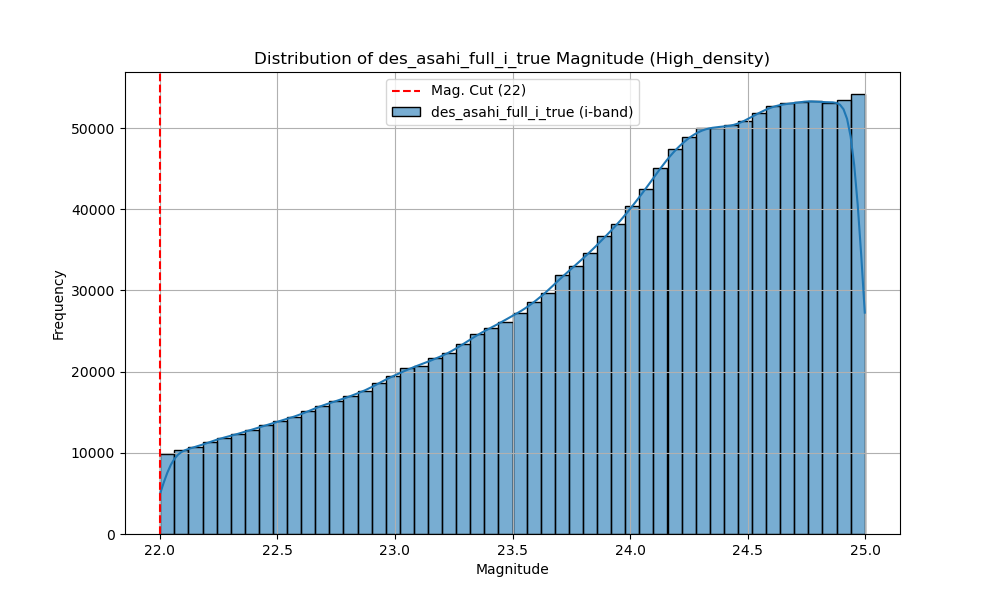 Distribution of des_asahi_full_i_true Magnitude (High_density)
Mag. Cut (22)
des_asahi_full_i_true (i-band)
Frequency
50000
40000
30000
20000
10000
0
22.0 22.5 23.0 23.5 24.0 24.5 25.0
Magnitude